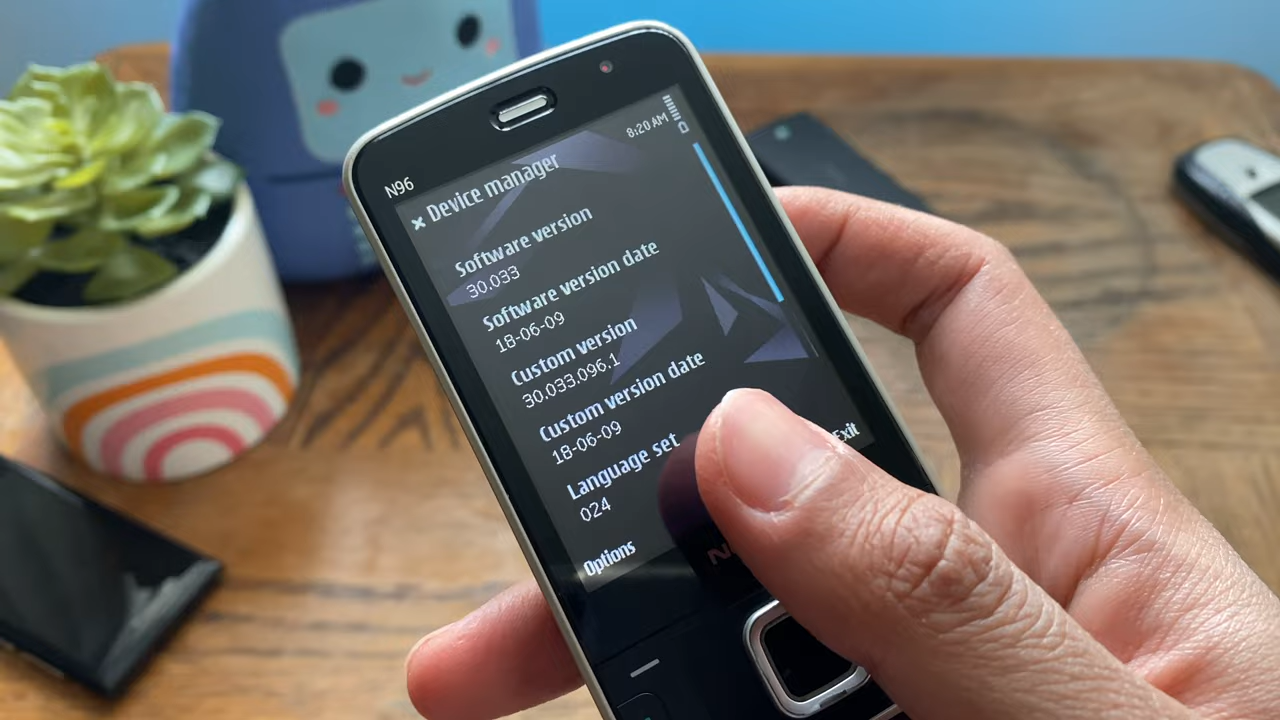 N96
8:20 AM
Device manager
Software version
30.033
Software version date
18-06-09
Custom version
30.033.096.1
Custom version date
18-06-09
Language set
024
Options
Exit